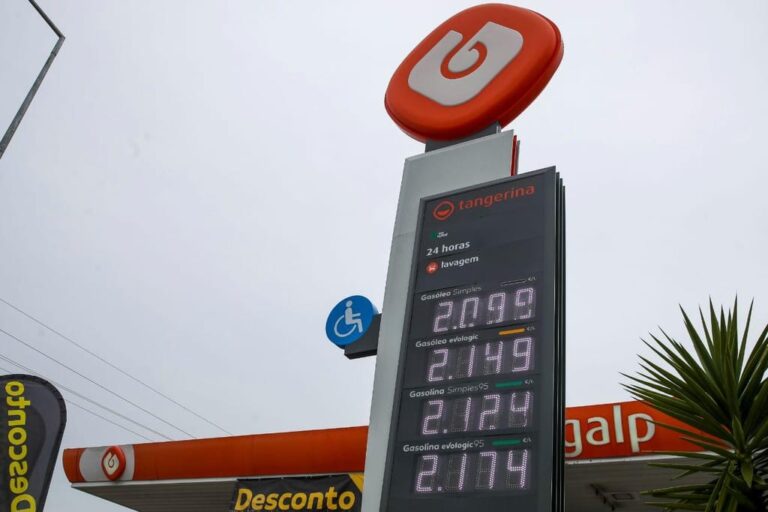 tangerina
24 horas
lavagem
Gasóleo Simples €/L
2.099
Gasóleo evologic €/L
2.149
Gasolina Simples95 €/L
2.124
Gasolina evologic95 €/L
2.174
galp
Desconto
Desconto